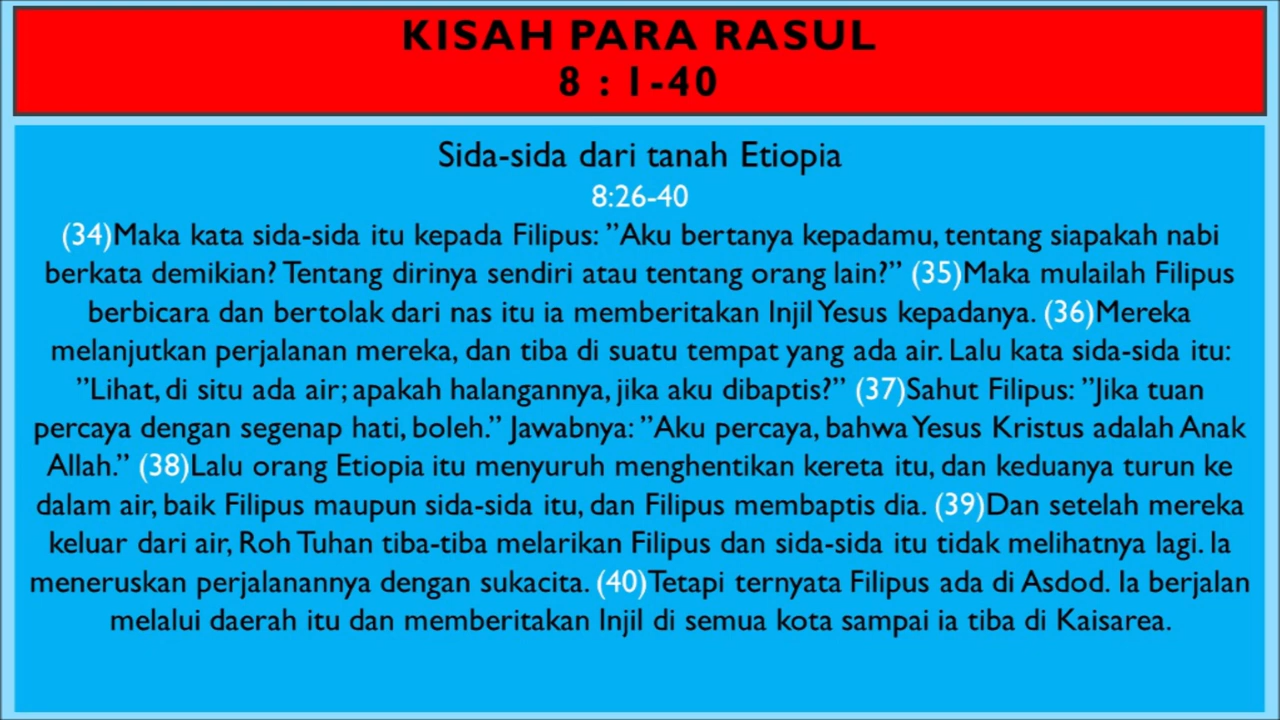 KISAH PARA RASUL
8 : 1-40
Sida-sida dari tanah Etiopia
8:26-40
(34)Maka kata sida-sida itu kepada Filipus: ”Aku bertanya kepadamu, tentang siapakah nabi
berkata demikian? Tentang dirinya sendiri atau tentang orang lain?” (35)Maka mulailah Filipus
berbicara dan bertolak dari nas itu ia memberitakan Injil Yesus kepadanya. (36)Mereka
melanjutkan perjalanan mereka, dan tiba di suatu tempat yang ada air. Lalu kata sida-sida itu:
”Lihat, di situ ada air; apakah halangannya, jika aku dibaptis?” (37)Sahut Filipus: ”Jika tuan
percaya dengan segenap hati, boleh.” Jawabnya: ”Aku percaya, bahwa Yesus Kristus adalah Anak
Allah.” (38)Lalu orang Etiopia itu menyuruh menghentikan kereta itu, dan keduanya turun ke
dalam air, baik Filipus maupun sida-sida itu, dan Filipus membaptis dia. (39)Dan setelah mereka
keluar dari air, Roh Tuhan tiba-tiba melarikan Filipus dan sida-sida itu tidak melihatnya lagi. Ia
meneruskan perjalanannya dengan sukacita. (40)Tetapi ternyata Filipus ada di Asdod. Ia berjalan
melalui daerah itu dan memberitakan Injil di semua kota sampai ia tiba di Kaisarea.